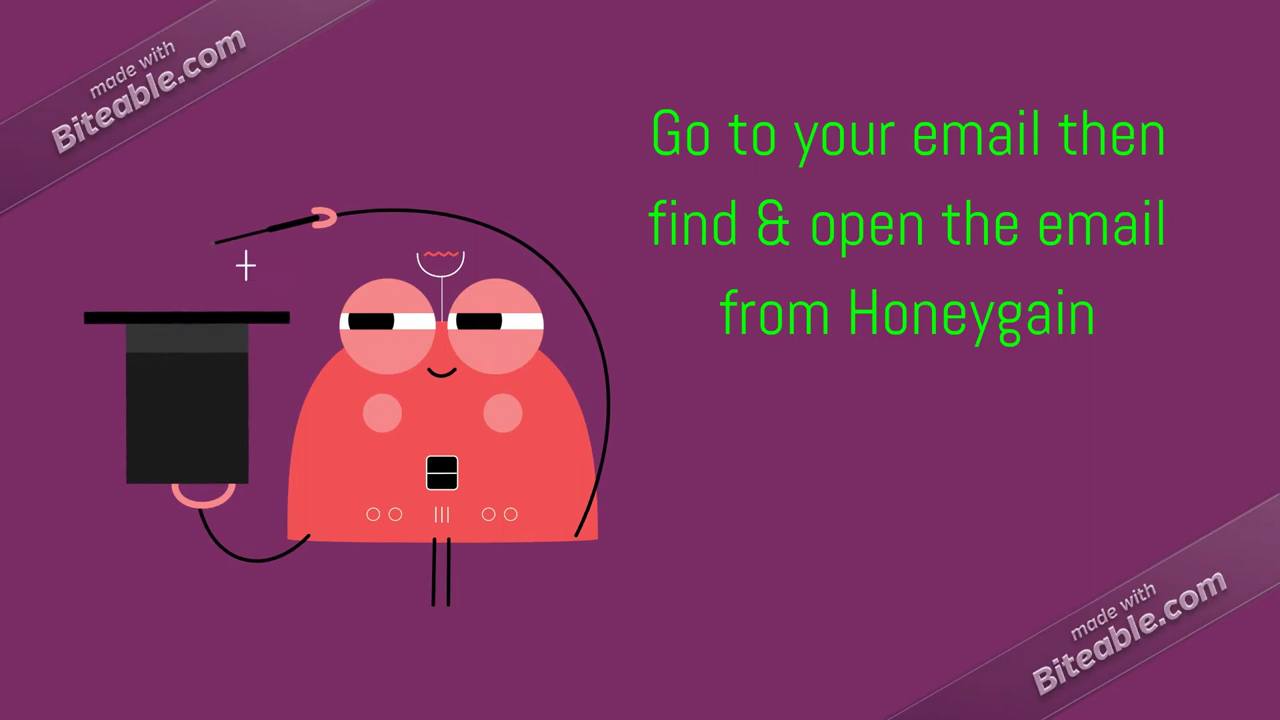 made with
Biteable.com
Go to your email then
find & open the email
from Honeygain
made with
Biteable.com